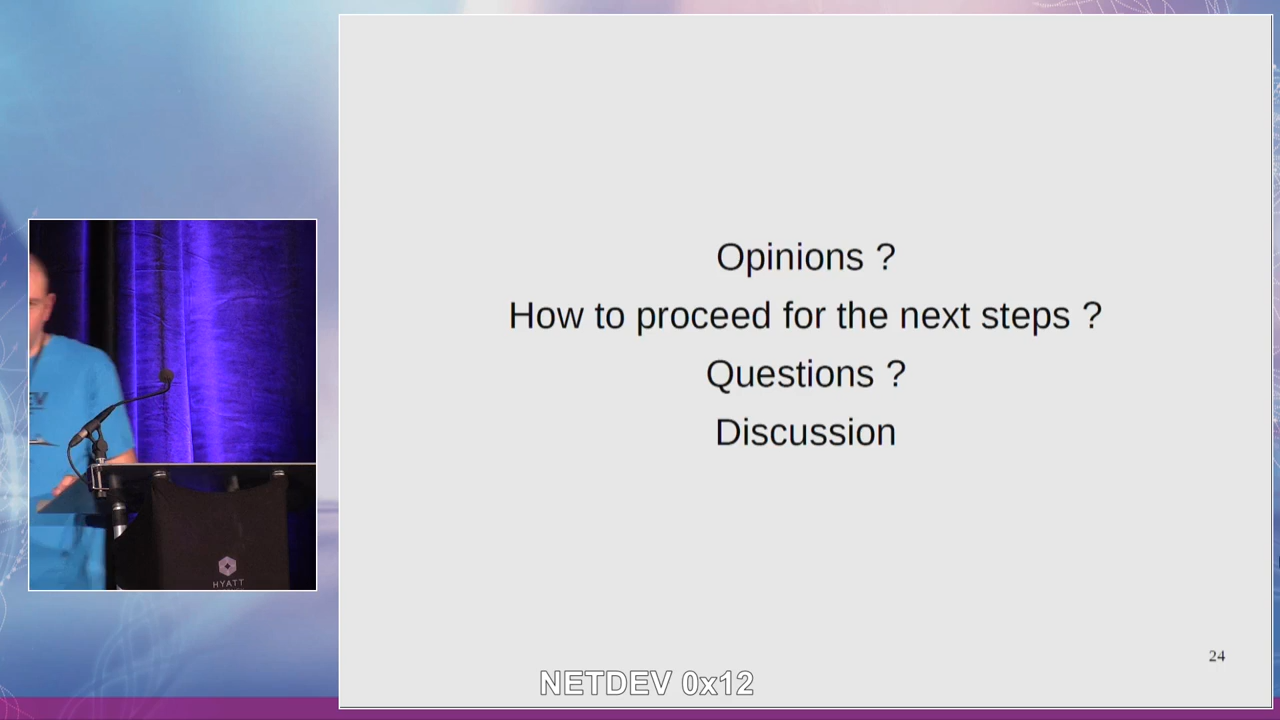 Opinions ?
How to proceed for the next steps ?
Questions ?
Discussion
24
NETDEV 0x12
HYATT